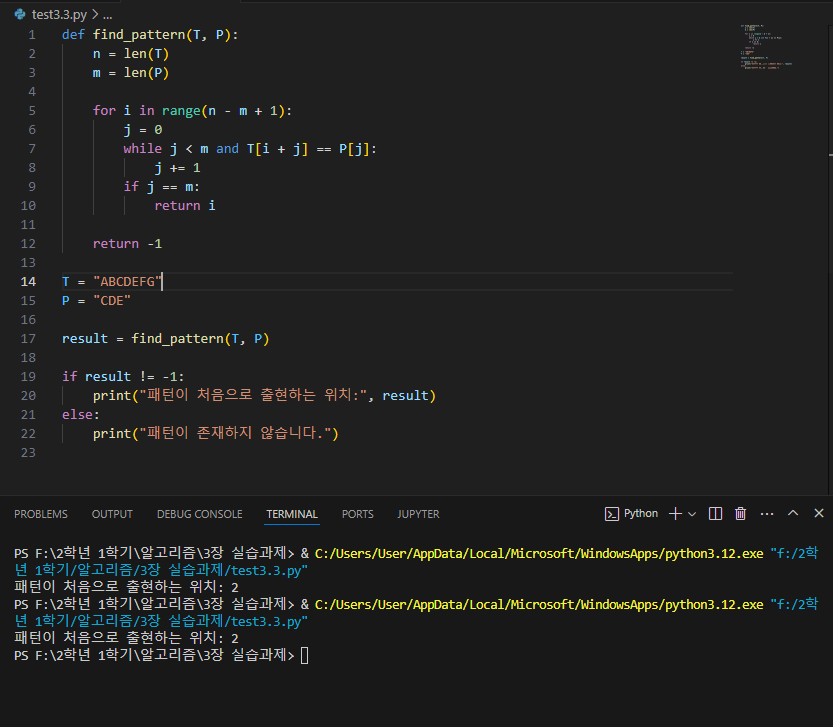 test3.3.py > ...
1 def find_pattern(T, P):
2     n = len(T)
3     m = len(P)
4
5     for i in range(n - m + 1):
6         j = 0
7         while j < m and T[i + j] == P[j]:
8             j += 1
9         if j == m:
10             return i
11
12     return -1
13
14 T = "ABCDEFG"
15 P = "CDE"
16
17 result = find_pattern(T, P)
18
19 if result != -1:
20     print("패턴이 처음으로 출현하는 위치:", result)
21 else:
22     print("패턴이 존재하지 않습니다.")
23
PROBLEMS OUTPUT DEBUG CONSOLE TERMINAL PORTS JUPYTER Python
PS F:\2학년 1학기\알고리즘\3장 실습과제> & C:/Users/User/AppData/Local/Microsoft/WindowsApps/python3.12.exe "f:/2학
년 1학기/알고리즘/3장 실습과제/test3.3.py"
패턴이 처음으로 출현하는 위치: 2
PS F:\2학년 1학기\알고리즘\3장 실습과제> & C:/Users/User/AppData/Local/Microsoft/WindowsApps/python3.12.exe "f:/2학
년 1학기/알고리즘/3장 실습과제/test3.3.py"
패턴이 처음으로 출현하는 위치: 2
PS F:\2학년 1학기\알고리즘\3장 실습과제>